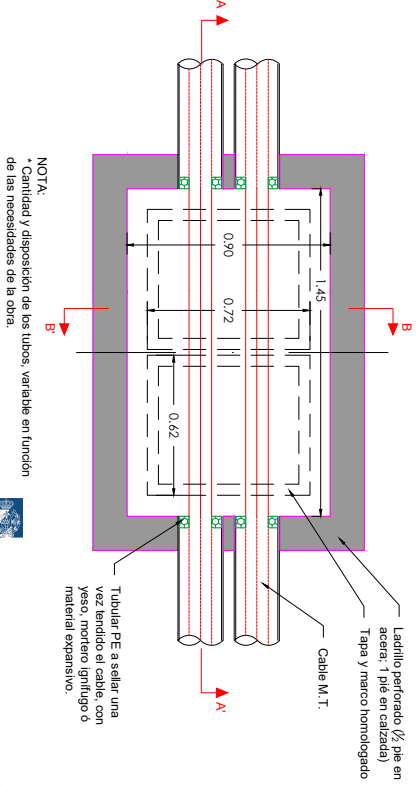 A
A'
B
B'
0.90
1.45
0.72
0.62
Ladrillo perforado (½ pie en
acera; 1 pié en calzada)
Tapa y marco homologado
Cable M.T.
Tubular PE a sellar una
vez tendido el cable, con
yeso, mortero ignífugo ó
material expansivo.
NOTA:
* Cantidad y disposición de los tubos, variable en función
de las necesidades de la obra.